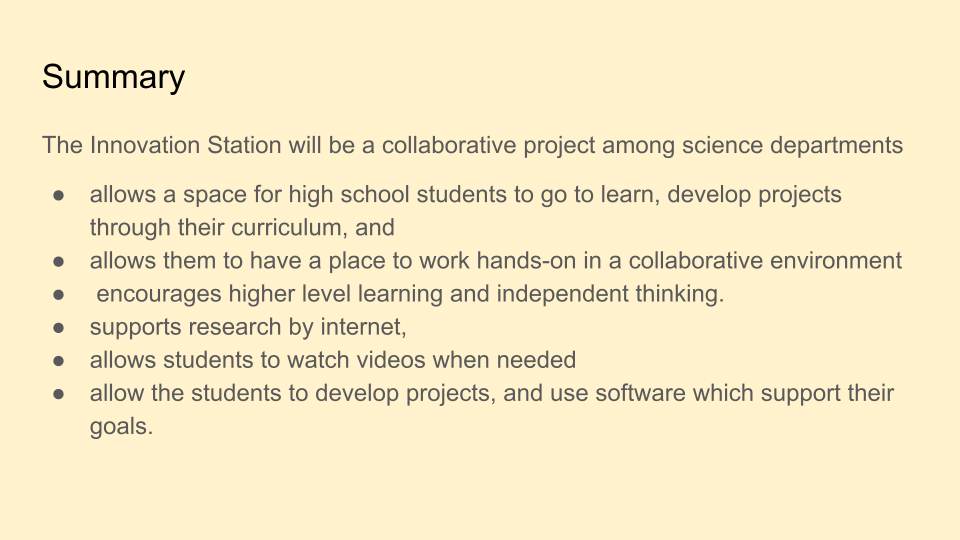 Summary
The Innovation Station will be a collaborative project among science departments
● allows a space for high school students to go to learn, develop projects
through their curriculum, and
● allows them to have a place to work hands-on in a collaborative environment
●  encourages higher level learning and independent thinking.
● supports research by internet,
● allows students to watch videos when needed
● allow the students to develop projects, and use software which support their
goals.